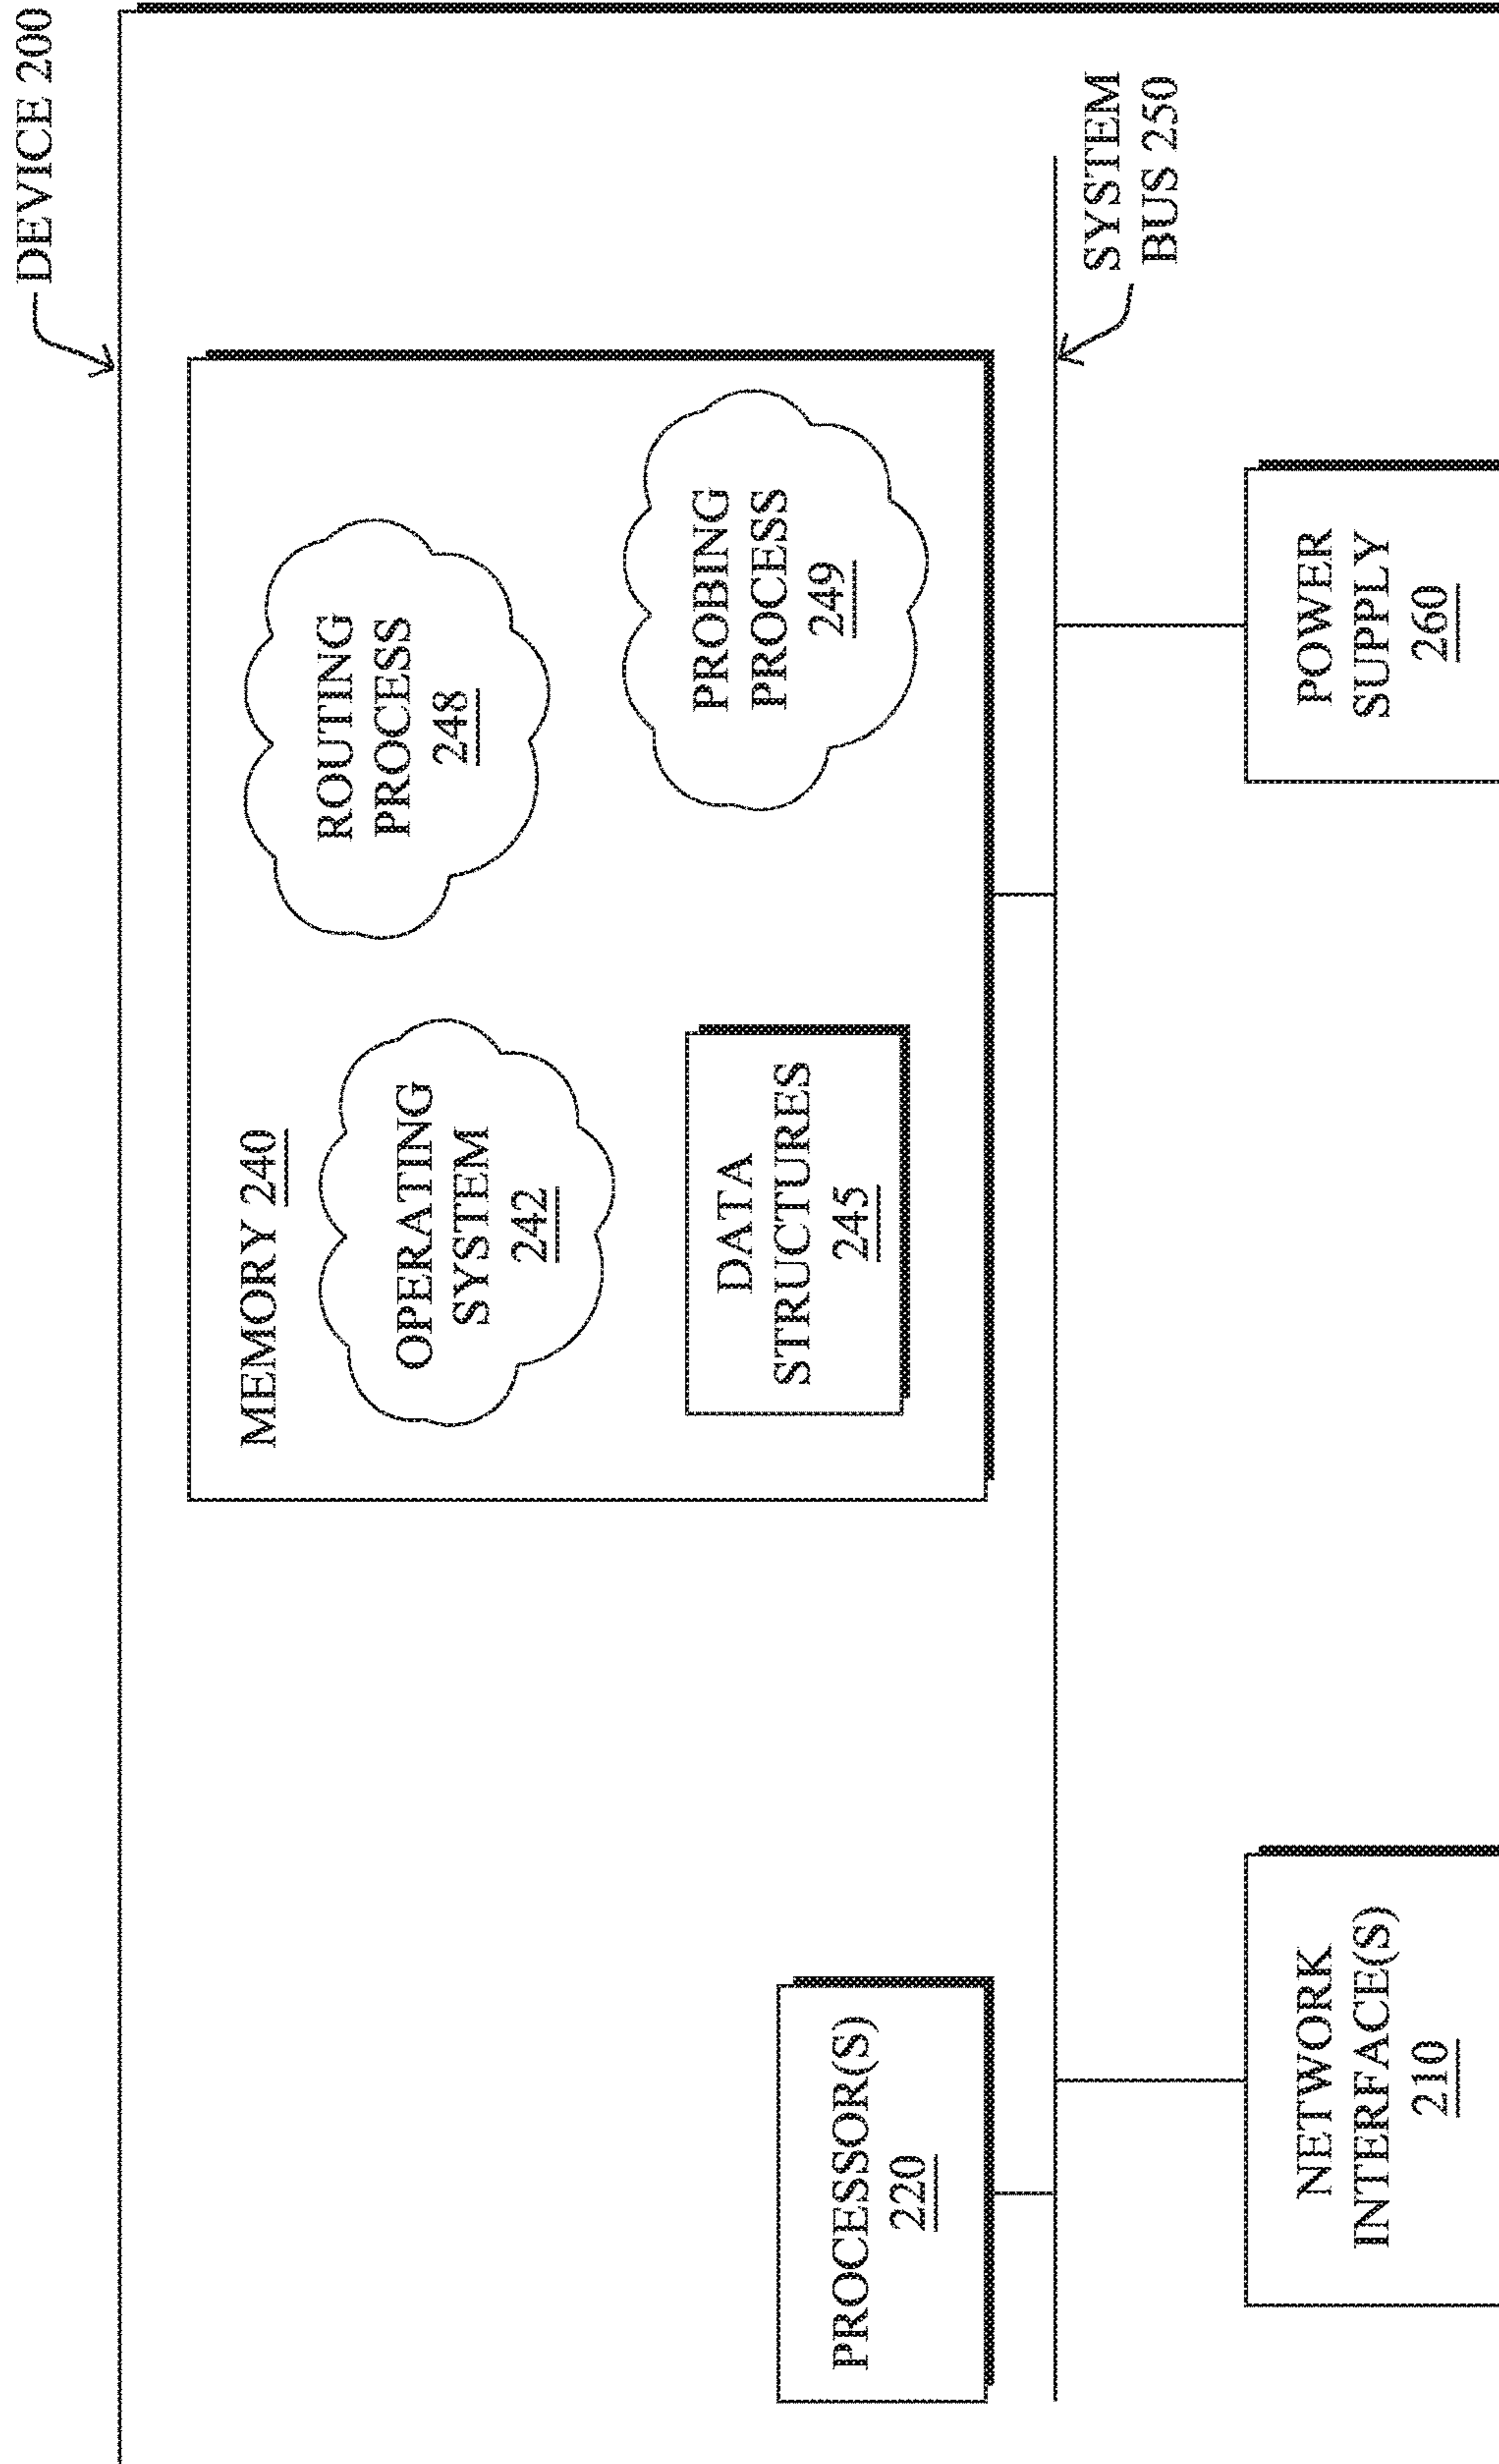 DEVICE 200
MEMORY 240
OPERATING
SYSTEM
242
ROUTING
PROCESS
248
DATA
STRUCTURES
245
PROBING
PROCESS
249
PROCESSOR(S)
220
SYSTEM
BUS 250
NETWORK
INTERFACE(S)
210
POWER
SUPPLY
260